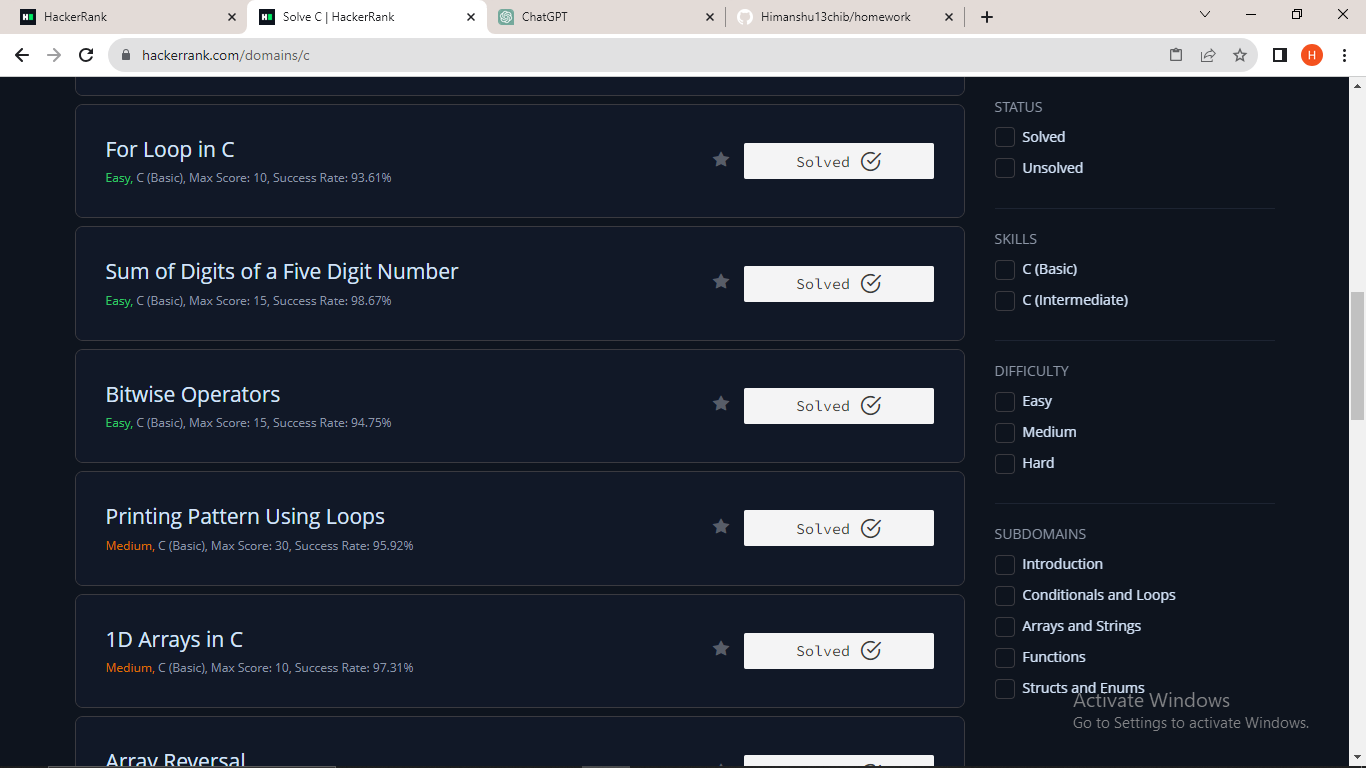 HackerRank
Solve C | HackerRank
ChatGPT
Himanshu13chib/homework
hackerrank.com/domains/c
H
For Loop in C
Easy, C (Basic), Max Score: 10, Success Rate: 93.61%
Solved
Sum of Digits of a Five Digit Number
Easy, C (Basic), Max Score: 15, Success Rate: 98.67%
Solved
Bitwise Operators
Easy, C (Basic), Max Score: 15, Success Rate: 94.75%
Solved
Printing Pattern Using Loops
Medium, C (Basic), Max Score: 30, Success Rate: 95.92%
Solved
1D Arrays in C
Medium, C (Basic), Max Score: 10, Success Rate: 97.31%
Solved
Array Reversal
STATUS
Solved
Unsolved
SKILLS
C (Basic)
C (Intermediate)
DIFFICULTY
Easy
Medium
Hard
SUBDOMAINS
Introduction
Conditionals and Loops
Arrays and Strings
Functions
Structs and Enums
Activate Windows
Go to Settings to activate Windows.